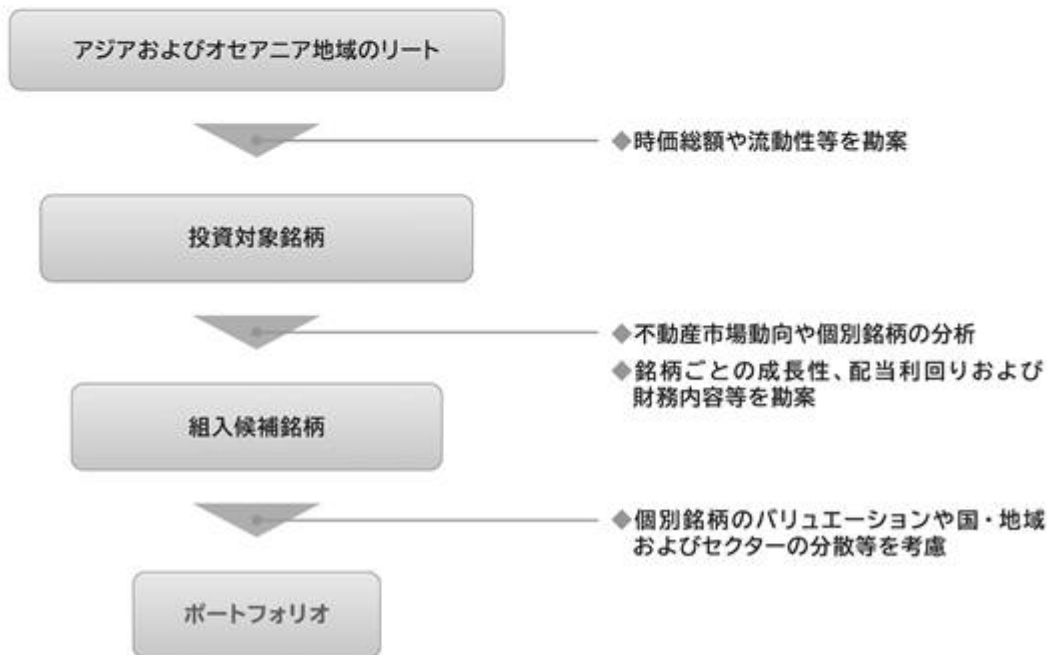 アジアおよびオセアニア地域のリート
◆時価総額や流動性等を勘案
投資対象銘柄
◆不動産市場動向や個別銘柄の分析
◆銘柄ごとの成長性、配当利回りおよび
財務内容等を勘案
組入候補銘柄
◆個別銘柄のバリュエーションや国・地域
およびセクターの分散等を考慮
ポートフォリオ